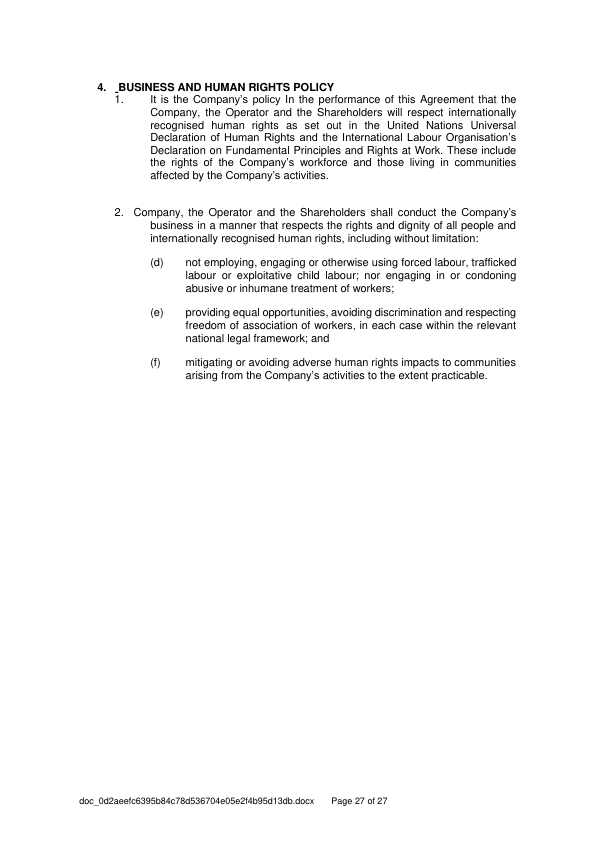 4. BUSINESS AND HUMAN RIGHTS POLICY
1. It is the Company's policy In the performance of this Agreement that the
Company, the Operator and the Shareholders will respect internationally
recognised human rights as set out in the United Nations Universal
Declaration of Human Rights and the International Labour Organisation's
Declaration on Fundamental Principles and Rights at Work. These include
the rights of the Company's workforce and those living in communities
affected by the Company's activities.
2. Company, the Operator and the Shareholders shall conduct the Company's
business in a manner that respects the rights and dignity of all people and
internationally recognised human rights, including without limitation:
(d) not employing, engaging or otherwise using forced labour, trafficked
labour or exploitative child labour; nor engaging in or condoning
abusive or inhumane treatment of workers;
(e) providing equal opportunities, avoiding discrimination and respecting
freedom of association of workers, in each case within the relevant
national legal framework; and
(f) mitigating or avoiding adverse human rights impacts to communities
arising from the Company's activities to the extent practicable.
doc_0d2aeefc6395b84c78d536704e05e2f4b95d13db.docx Page 27 of 27